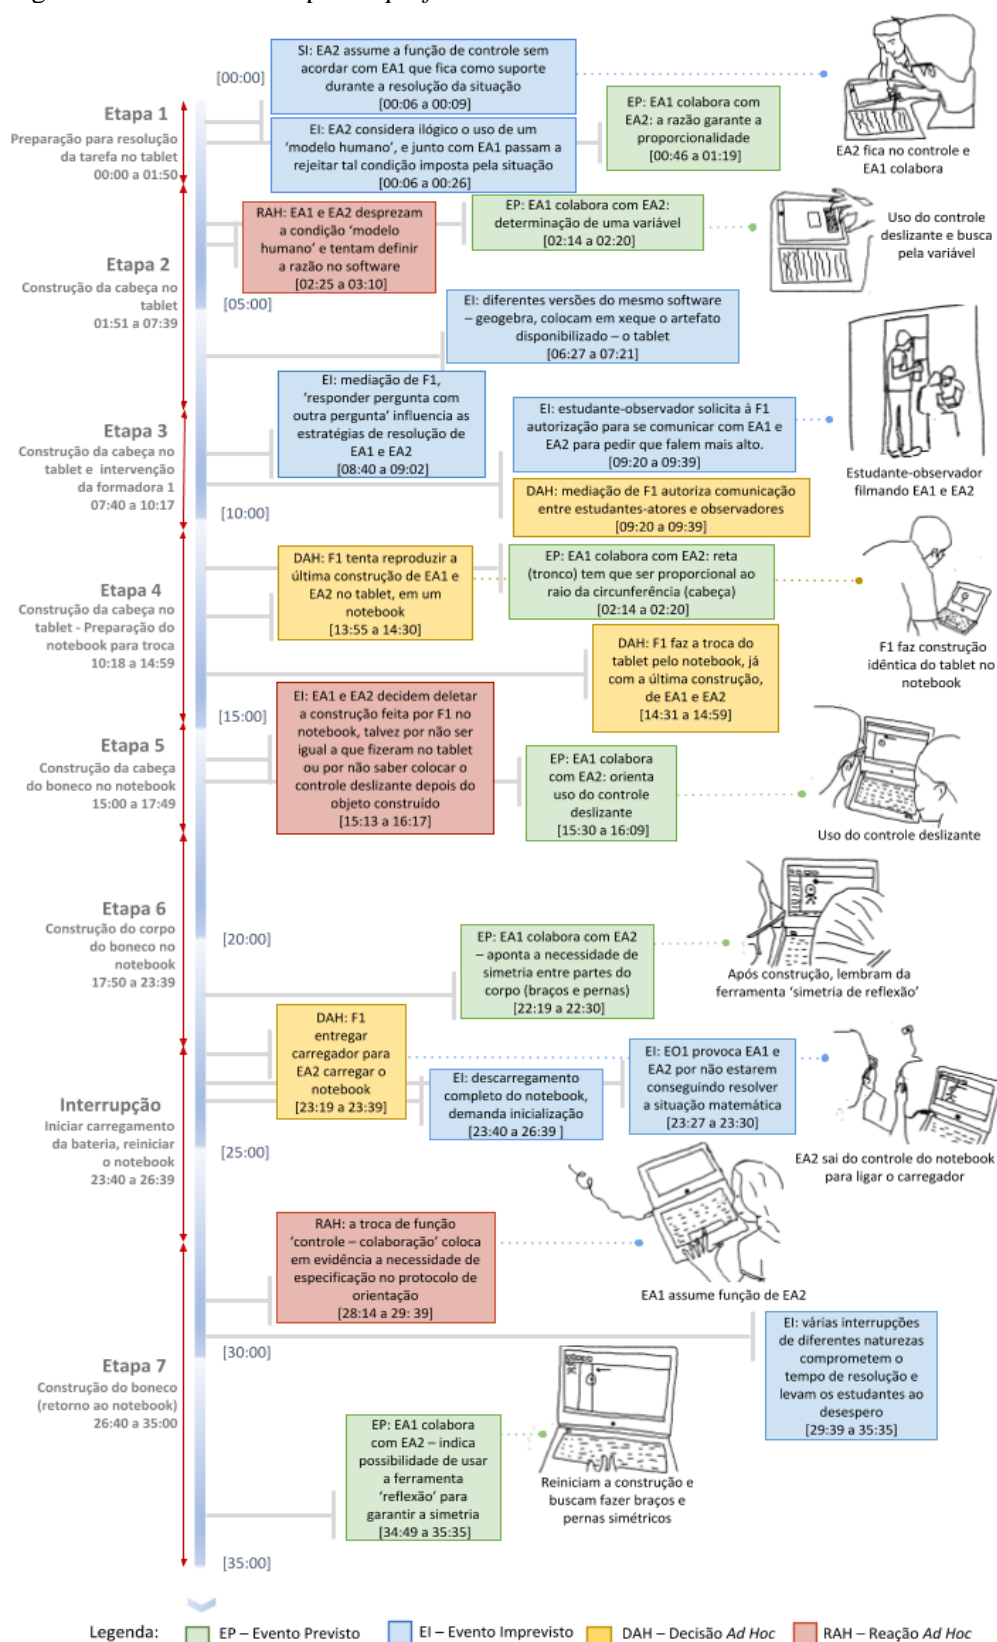 [00:00]
SI: EA2 assume a função de controle sem
acordar com EA1 que fica como suporte
durante a resolução da situação
[00:06 a 00:09]
Etapa 1
Preparação para resolução
da tarefa no tablet
00:00 a 01:50
EI: EA2 considera ilógico o uso de um
'modelo humano', e junto com EA1 passam a
rejeitar tal condição imposta pela situação
[00:06 a 00:26]
EP: EA1 colabora com
EA2: a razão garante a
proporcionalidade
[00:46 a 01:19]
EA2 fica no controle e
EA1 colabora
Etapa 2
Construção da cabeça no
tablet
01:51 a 07:39
RAH: EA1 e EA2 desprezam
a condição 'modelo
humano' e tentam definir
a razão no software
[02:25 a 03:10]
EP: EA1 colabora com EA2:
determinação de uma variável
[02:14 a 02:20]
Uso do controle
deslizante e busca
pela variável
[05:00]
EI: diferentes versões do mesmo software
– geogebra, colocam em xeque o artefato
disponibilizado – o tablet
[06:27 a 07:21]
Etapa 3
Construção da cabeça no
tablet e intervenção
da formadora 1
07:40 a 10:17
EI: mediação de F1,
'responder pergunta com
outra pergunta' influencia as
estratégias de resolução de
EA1 e EA2
[08:40 a 09:02]
EI: estudante-observador solicita à F1
autorização para se comunicar com EA1 e
EA2 para pedir que falem mais alto.
[09:20 a 09:39]
Estudante-observador
filmando EA1 e EA2
DAH: mediação de F1 autoriza comunicação
entre estudantes-atores e observadores
[09:20 a 09:39]
[10:00]
Etapa 4
Construção da cabeça no
tablet - Preparação do
notebook para troca
10:18 a 14:59
DAH: F1 tenta reproduzir a
última construção de EA1 e
EA2 no tablet, em um
notebook
[13:55 a 14:30]
EP: EA1 colabora com EA2: reta
(tronco) tem que ser proporcional ao
raio da circunferência (cabeça)
[02:14 a 02:20]
F1 faz construção
idêntica do tablet no
notebook
DAH: F1 faz a troca do
tablet pelo notebook, já
com a última construção,
de EA1 e EA2
[14:31 a 14:59]
[15:00]
Etapa 5
Construção da cabeça
do boneco no notebook
15:00 a 17:49
EI: EA1 e EA2 decidem deletar
a construção feita por F1 no
notebook, talvez por não ser
igual a que fizeram no tablet
ou por não saber colocar o
controle deslizante depois do
objeto construído
[15:13 a 16:17]
EP: EA1 colabora
com EA2: orienta
uso do controle
deslizante
[15:30 a 16:09]
Uso do controle deslizante
Etapa 6
Construção do corpo
do boneco no
notebook
17:50 a 23:39
[20:00]
EP: EA1 colabora com EA2
– aponta a necessidade de
simetria entre partes do
corpo (braços e pernas)
[22:19 a 22:30]
Após construção, lembram da
ferramenta 'simetria de reflexão'
Interrupção
Iniciar carregamento
da bateria, reiniciar
o notebook
23:40 a 26:39
DAH: F1
entregar
carregador para
EA2 carregar o
notebook
[23:19 a 23:39]
EI: descarregamento
completo do notebook,
demanda inicialização
[23:40 a 26:39 ]
EI: EO1 provoca EA1 e
EA2 por não estarem
conseguindo resolver
a situação matemática
[23:27 a 23:30]
EA2 sai do controle do notebook
para ligar o carregador
[25:00]
RAH: a troca de função
'controle – colaboração' coloca
em evidência a necessidade de
especificação no protocolo de
orientação
[28:14 a 29: 39]
EA1 assume função de EA2
[30:00]
EI: várias interrupções
de diferentes naturezas
comprometem o
tempo de resolução e
levam os estudantes ao
desespero
[29:39 a 35:35]
Etapa 7
Construção do boneco
(retorno ao notebook)
26:40 a 35:00
EP: EA1 colabora
com EA2 – indica
possibilidade de usar
a ferramenta
'reflexão' para
garantir a simetria
[34:49 a 35:35]
Reiniciam a construção e
buscam fazer braços e
pernas simétricos
[35:00]
Legenda: EP – Evento Previsto EI – Evento Imprevisto DAH – Decisão Ad Hoc RAH – Reação Ad Hoc